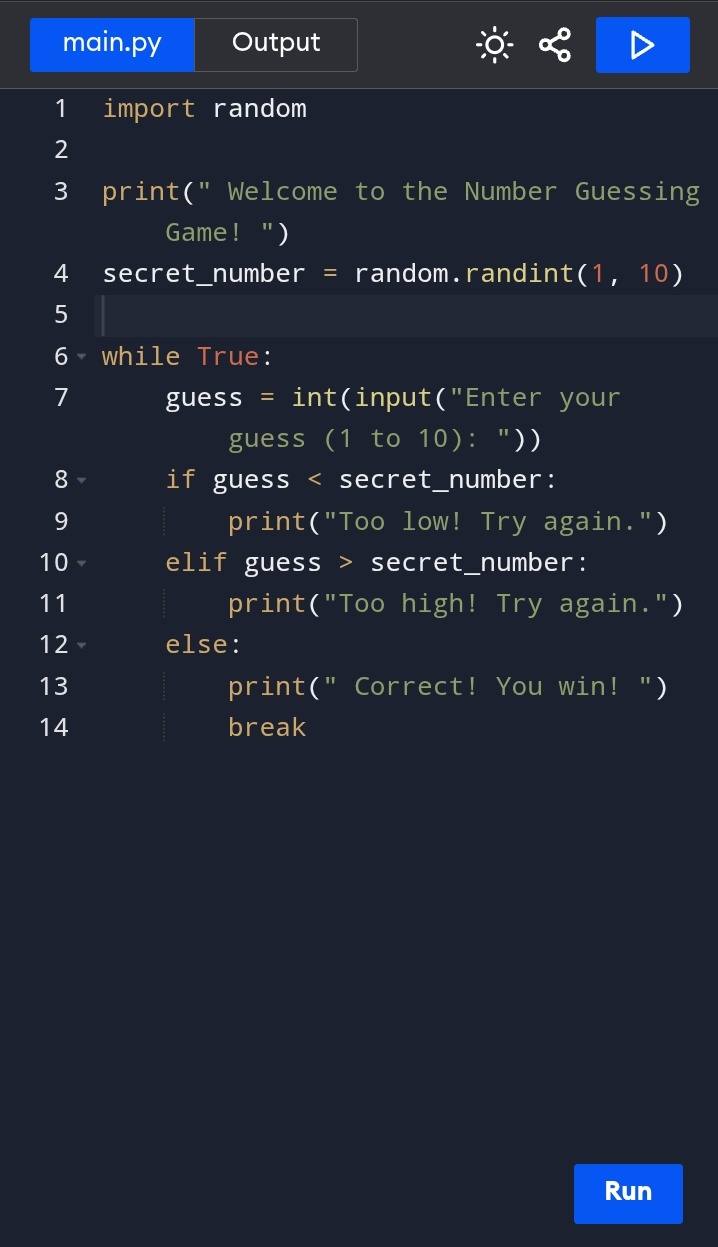 main.py Output
1 import random
2
3 print(" Welcome to the Number Guessing
Game! ")
4 secret_number = random.randint(1, 10)
5
6 while True:
7 guess = int(input("Enter your
guess (1 to 10): "))
8 if guess < secret_number:
9 print("Too low! Try again.")
10 elif guess > secret_number:
11 print("Too high! Try again.")
12 else:
13 print(" Correct! You win! ")
14 break
Run